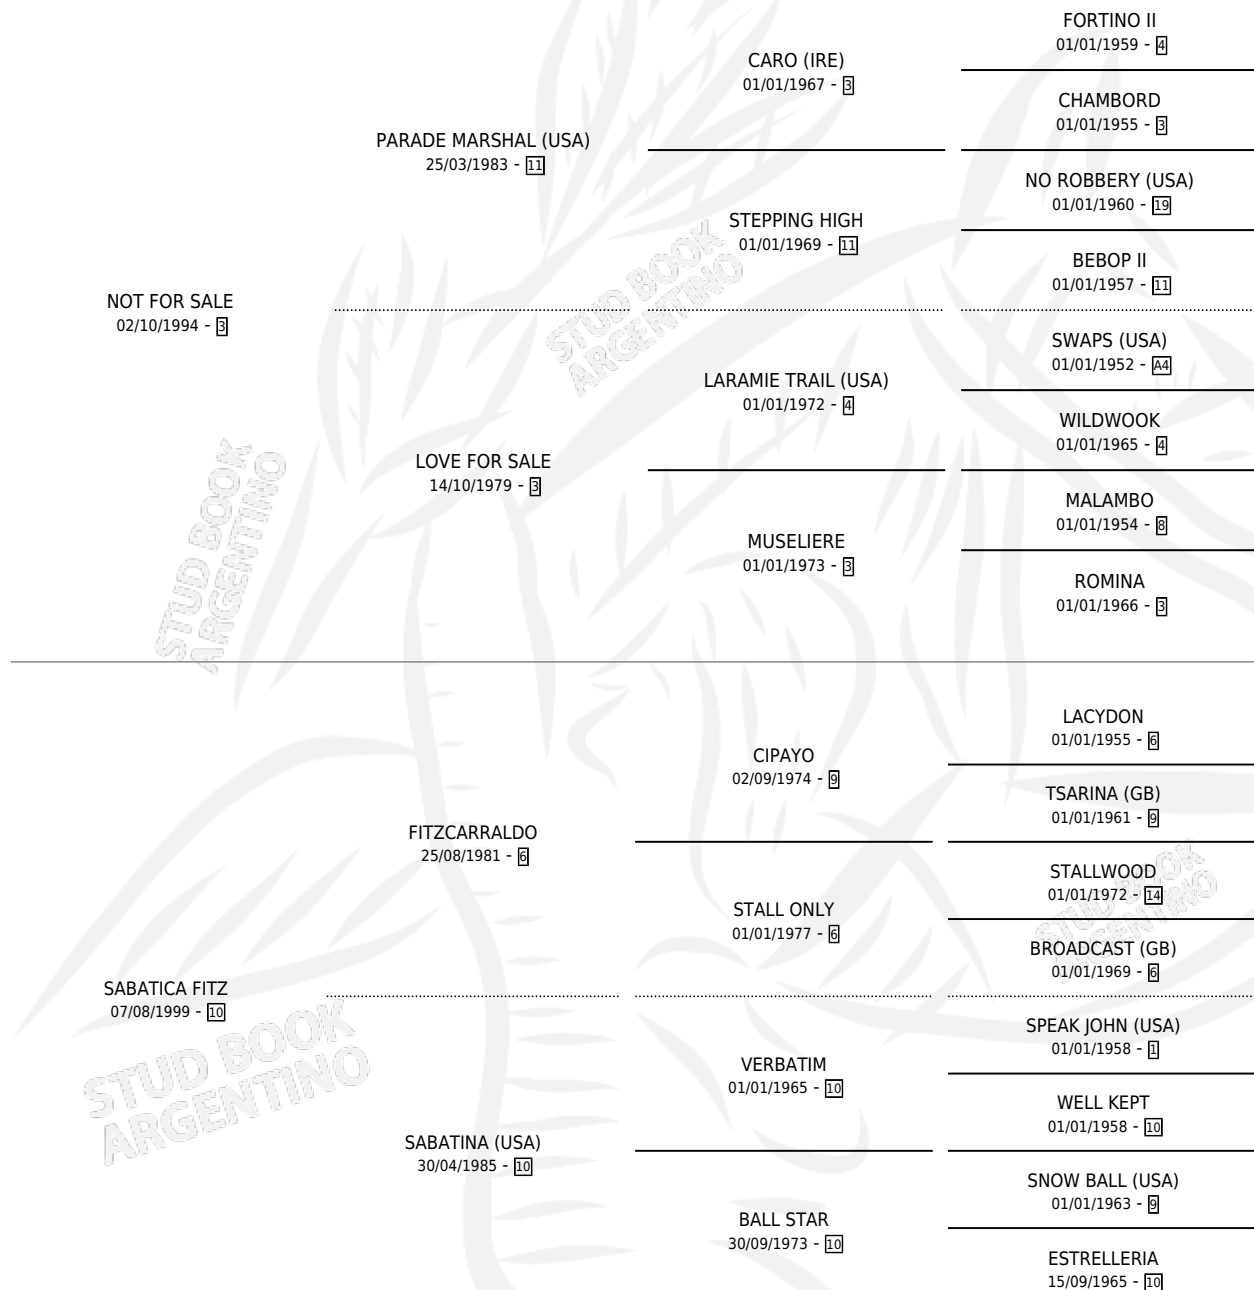 FORTINO II
01/01/1959 - 4
CARO (IRE)
01/01/1967 - 3
CHAMBORD
01/01/1955 - 3
PARADE MARSHAL (USA)
25/03/1983 - 11
NO ROBBERY (USA)
01/01/1960 - 19
STEPPING HIGH
01/01/1969 - 11
BEBOP II
01/01/1957 - 11
NOT FOR SALE
02/10/1994 - 3
SWAPS (USA)
01/01/1952 - A4
LARAMIE TRAIL (USA)
01/01/1972 - 4
WILDWOOK
01/01/1965 - 4
LOVE FOR SALE
14/10/1979 - 3
MALAMBO
01/01/1954 - 8
MUSELIERE
01/01/1973 - 3
ROMINA
01/01/1966 - 3
LACYDON
01/01/1955 - 6
CIPAYO
02/09/1974 - 9
TSARINA (GB)
01/01/1961 - 9
FITZCARRALDO
25/08/1981 - 6
STALLWOOD
01/01/1972 - 14
STALL ONLY
01/01/1977 - 6
BROADCAST (GB)
01/01/1969 - 6
SABATICA FITZ
07/08/1999 - 10
SPEAK JOHN (USA)
01/01/1958 - 1
VERBATIM
01/01/1965 - 10
WELL KEPT
01/01/1958 - 10
SABATINA (USA)
30/04/1985 - 10
SNOW BALL (USA)
01/01/1963 - 9
BALL STAR
30/09/1973 - 10
ESTRELLERIA
15/09/1965 - 10
STUD BOOK
ARGENTINO
STUD BOOK
ARGENTINO
STUD BOOK
ARGENTINO
STUD BOOK
ARGENTINO